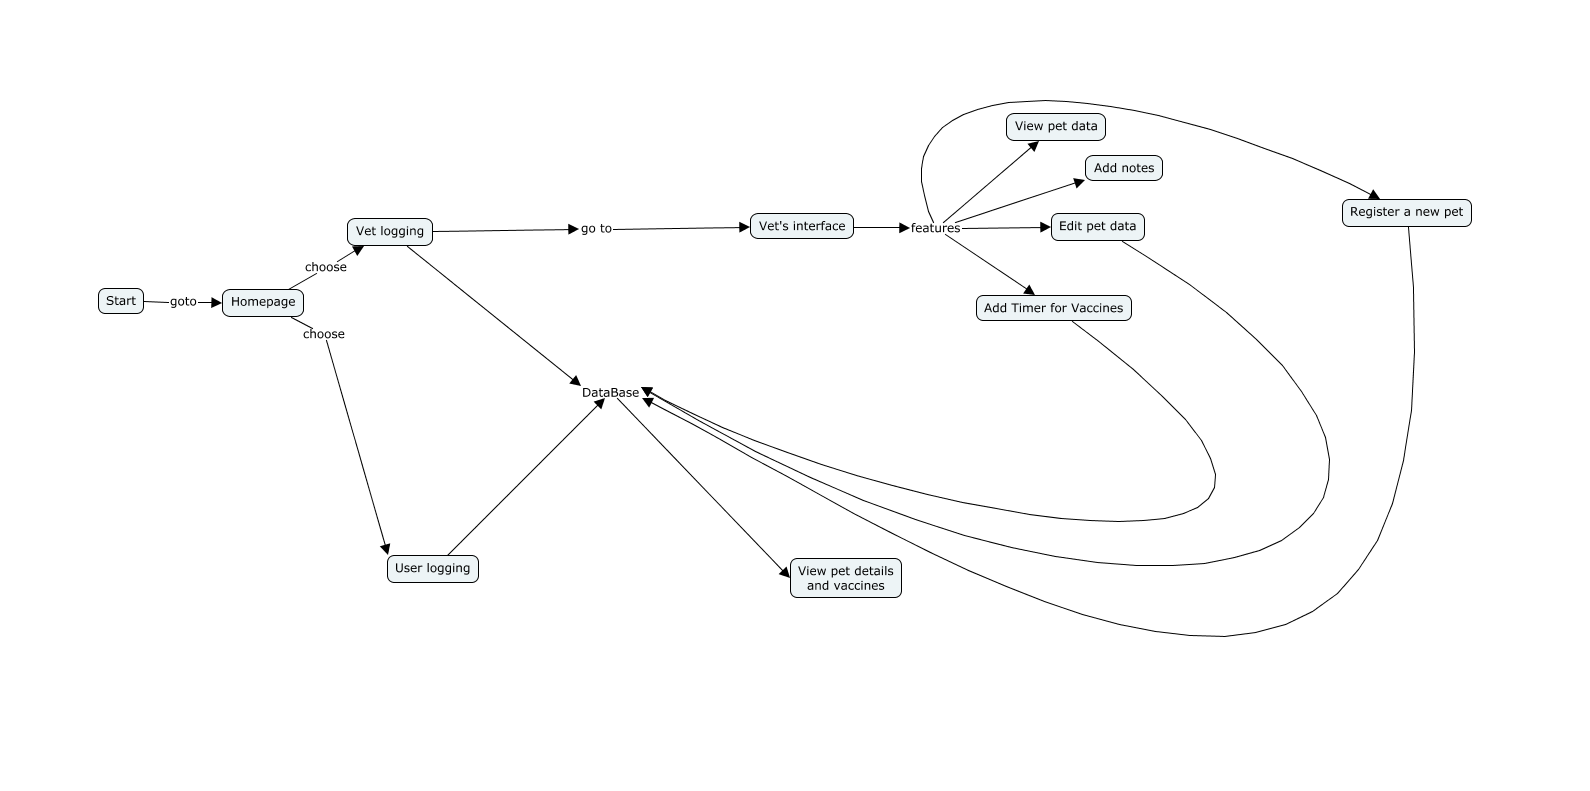 View pet data
Add notes
Register a new pet
Vet logging
go to
Vet's interface
features
Edit pet data
choose
Start
goto
Homepage
Add Timer for Vaccines
choose
DataBase
User logging
View pet details
and vaccines